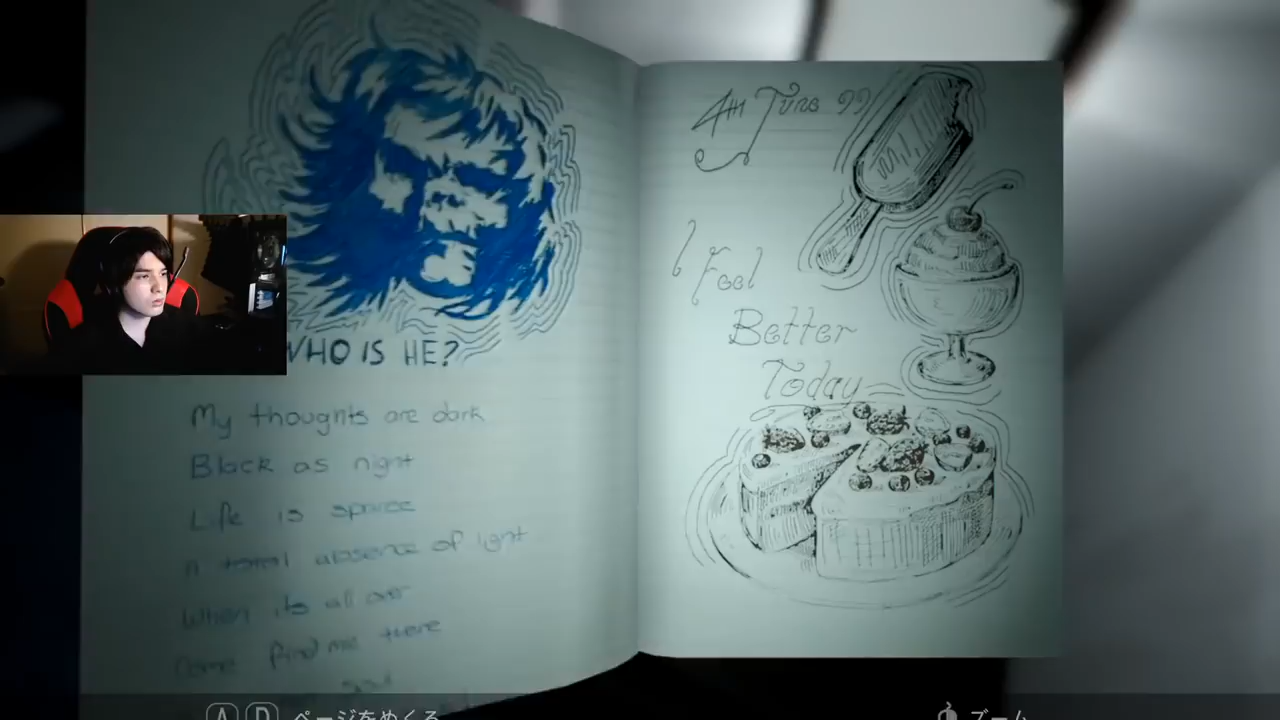 WHO IS HE?
My thoughts are dark
Black as night
Life is sparce
A total absence of light
When its all over
Come find me there
soul
4th June 99
I Feel
Better
Today
A D ページをめくる
ズーム